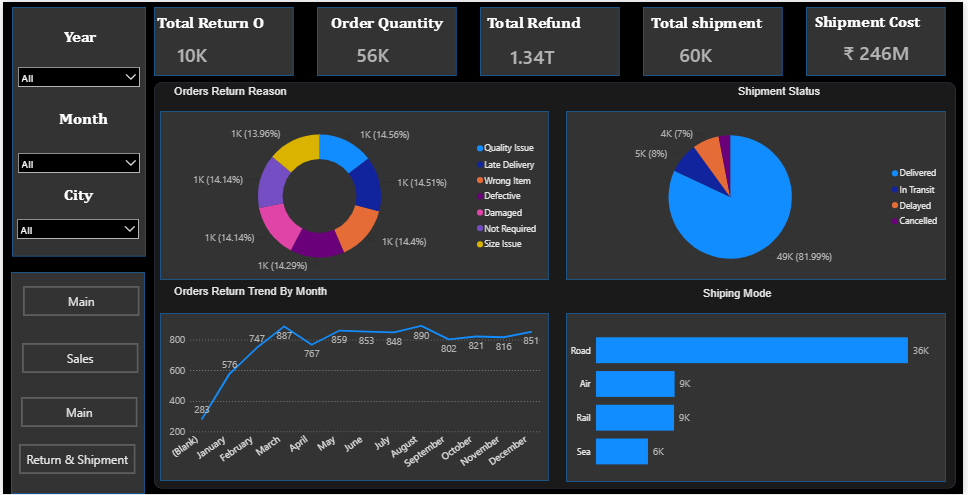 Year
All
Month
All
City
All
Main
Sales
Main
Return & Shipment
Total Return O
10K
Order Quantity
56K
Total Refund
1.34T
Total shipment
60K
Shipment Cost
₹ 246M
Orders Return Reason
1K (13.96%)
1K (14.56%)
1K (14.14%)
1K (14.51%)
1K (14.14%)
1K (14.4%)
1K (14.29%)
Quality Issue
Late Delivery
Wrong Item
Defective
Damaged
Not Required
Size Issue
Shipment Status
4K (7%)
5K (8%)
49K (81.99%)
Delivered
In Transit
Delayed
Cancelled
Orders Return Trend By Month
800
600
400
200
283
576
747
887
767
859
853
848
890
802
821
816
851
(Blank)
January
February
March
April
May
June
July
August
September
October
November
December
Shiping Mode
Road
36K
Air
9K
Rail
9K
Sea
6K